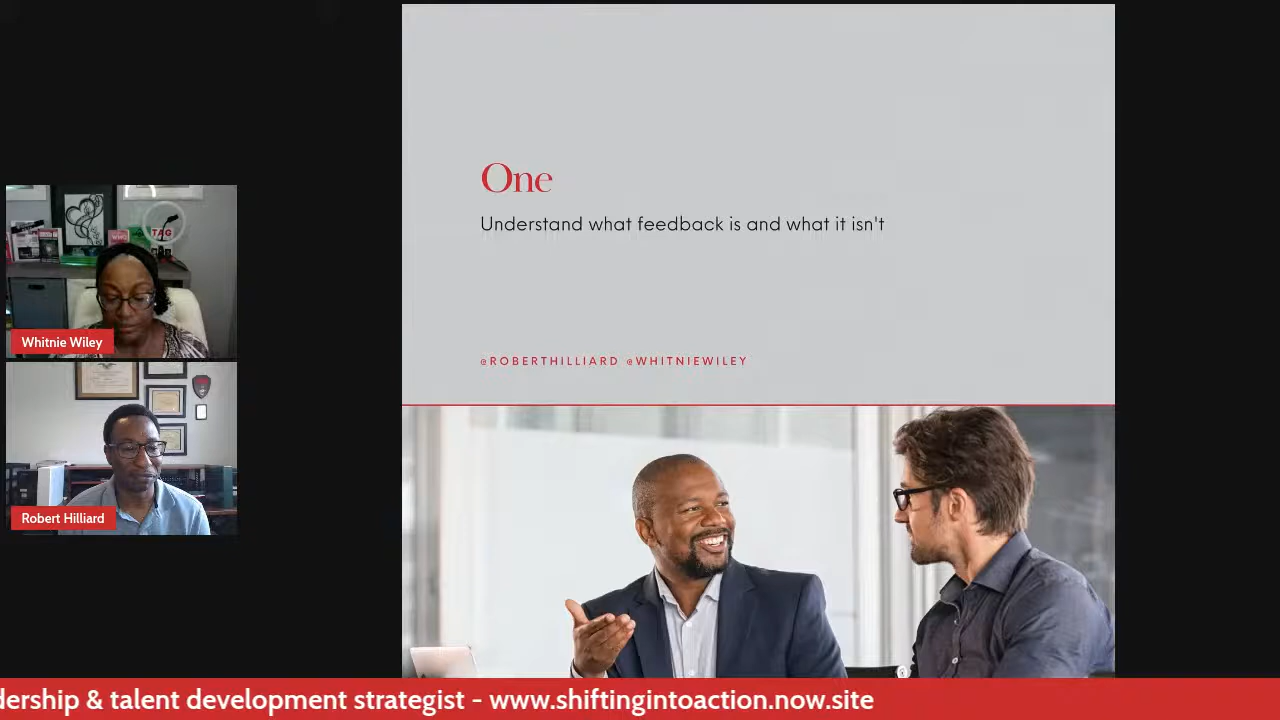 One
Understand what feedback is and what it isn't
@ROBERTHILLIARD @WHITNIEWILEY
TAG
Whitnie Wiley
Robert Hilliard
dership & talent development strategist - www.shiftingintoaction.now.site